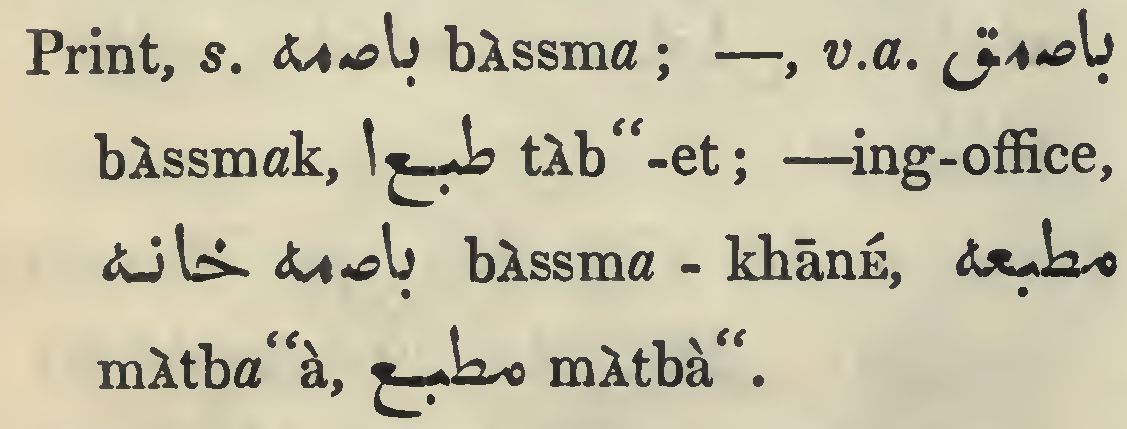 Print, s. باصمه bàssma ; —, v.a. باصمق
bàssmak, طبع ا tàb“-et ; —ing-office,
باصمه خانه bàssma - khāné, مطبعه
màtba“à, مطبع màtbà“.